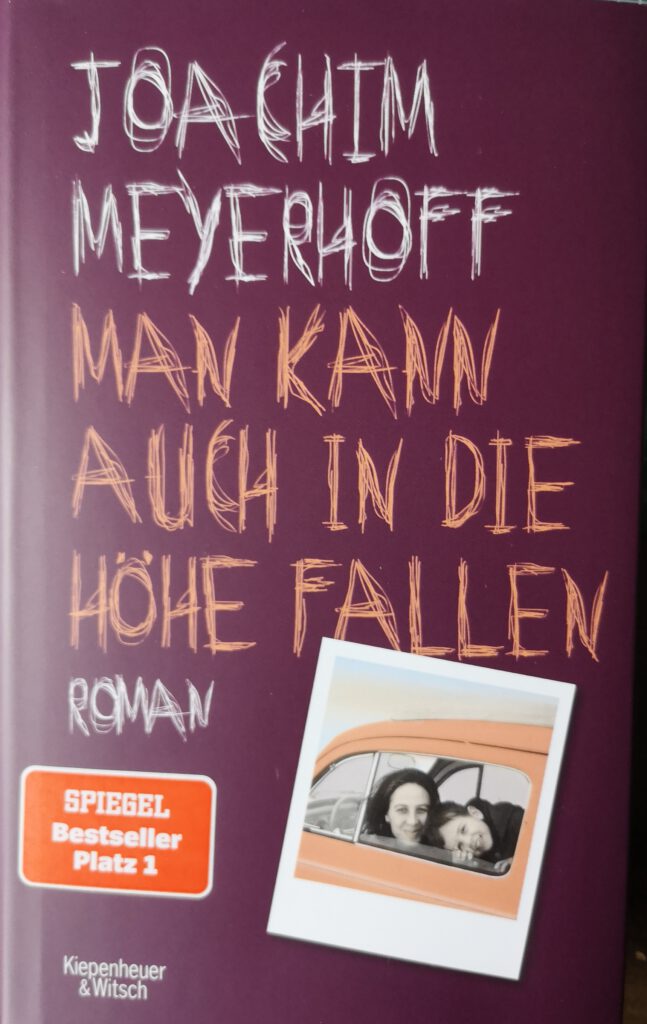 JOACHIM
MEYERHOFF
MAN KANN
AUCH IN DIE
HÖHE FALLEN
ROMAN
SPIEGEL
Bestseller
Platz 1
Kiepenheuer
& Witsch